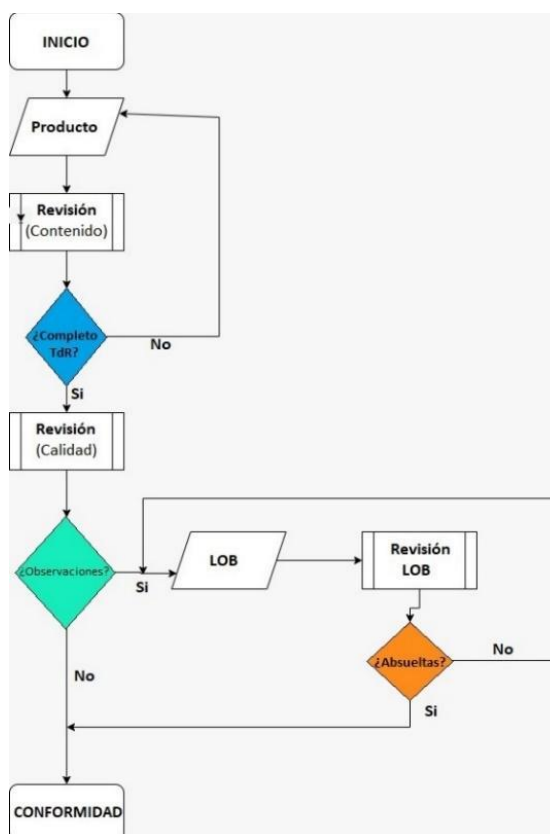 INICIO
Producto
Revisión
(Contenido)
¿Completo
TdR?
No
Si
Revisión
(Calidad)
¿Observaciones?
Si
LOB
Revisión
LOB
¿Absueltas?
No
Si
No
CONFORMIDAD